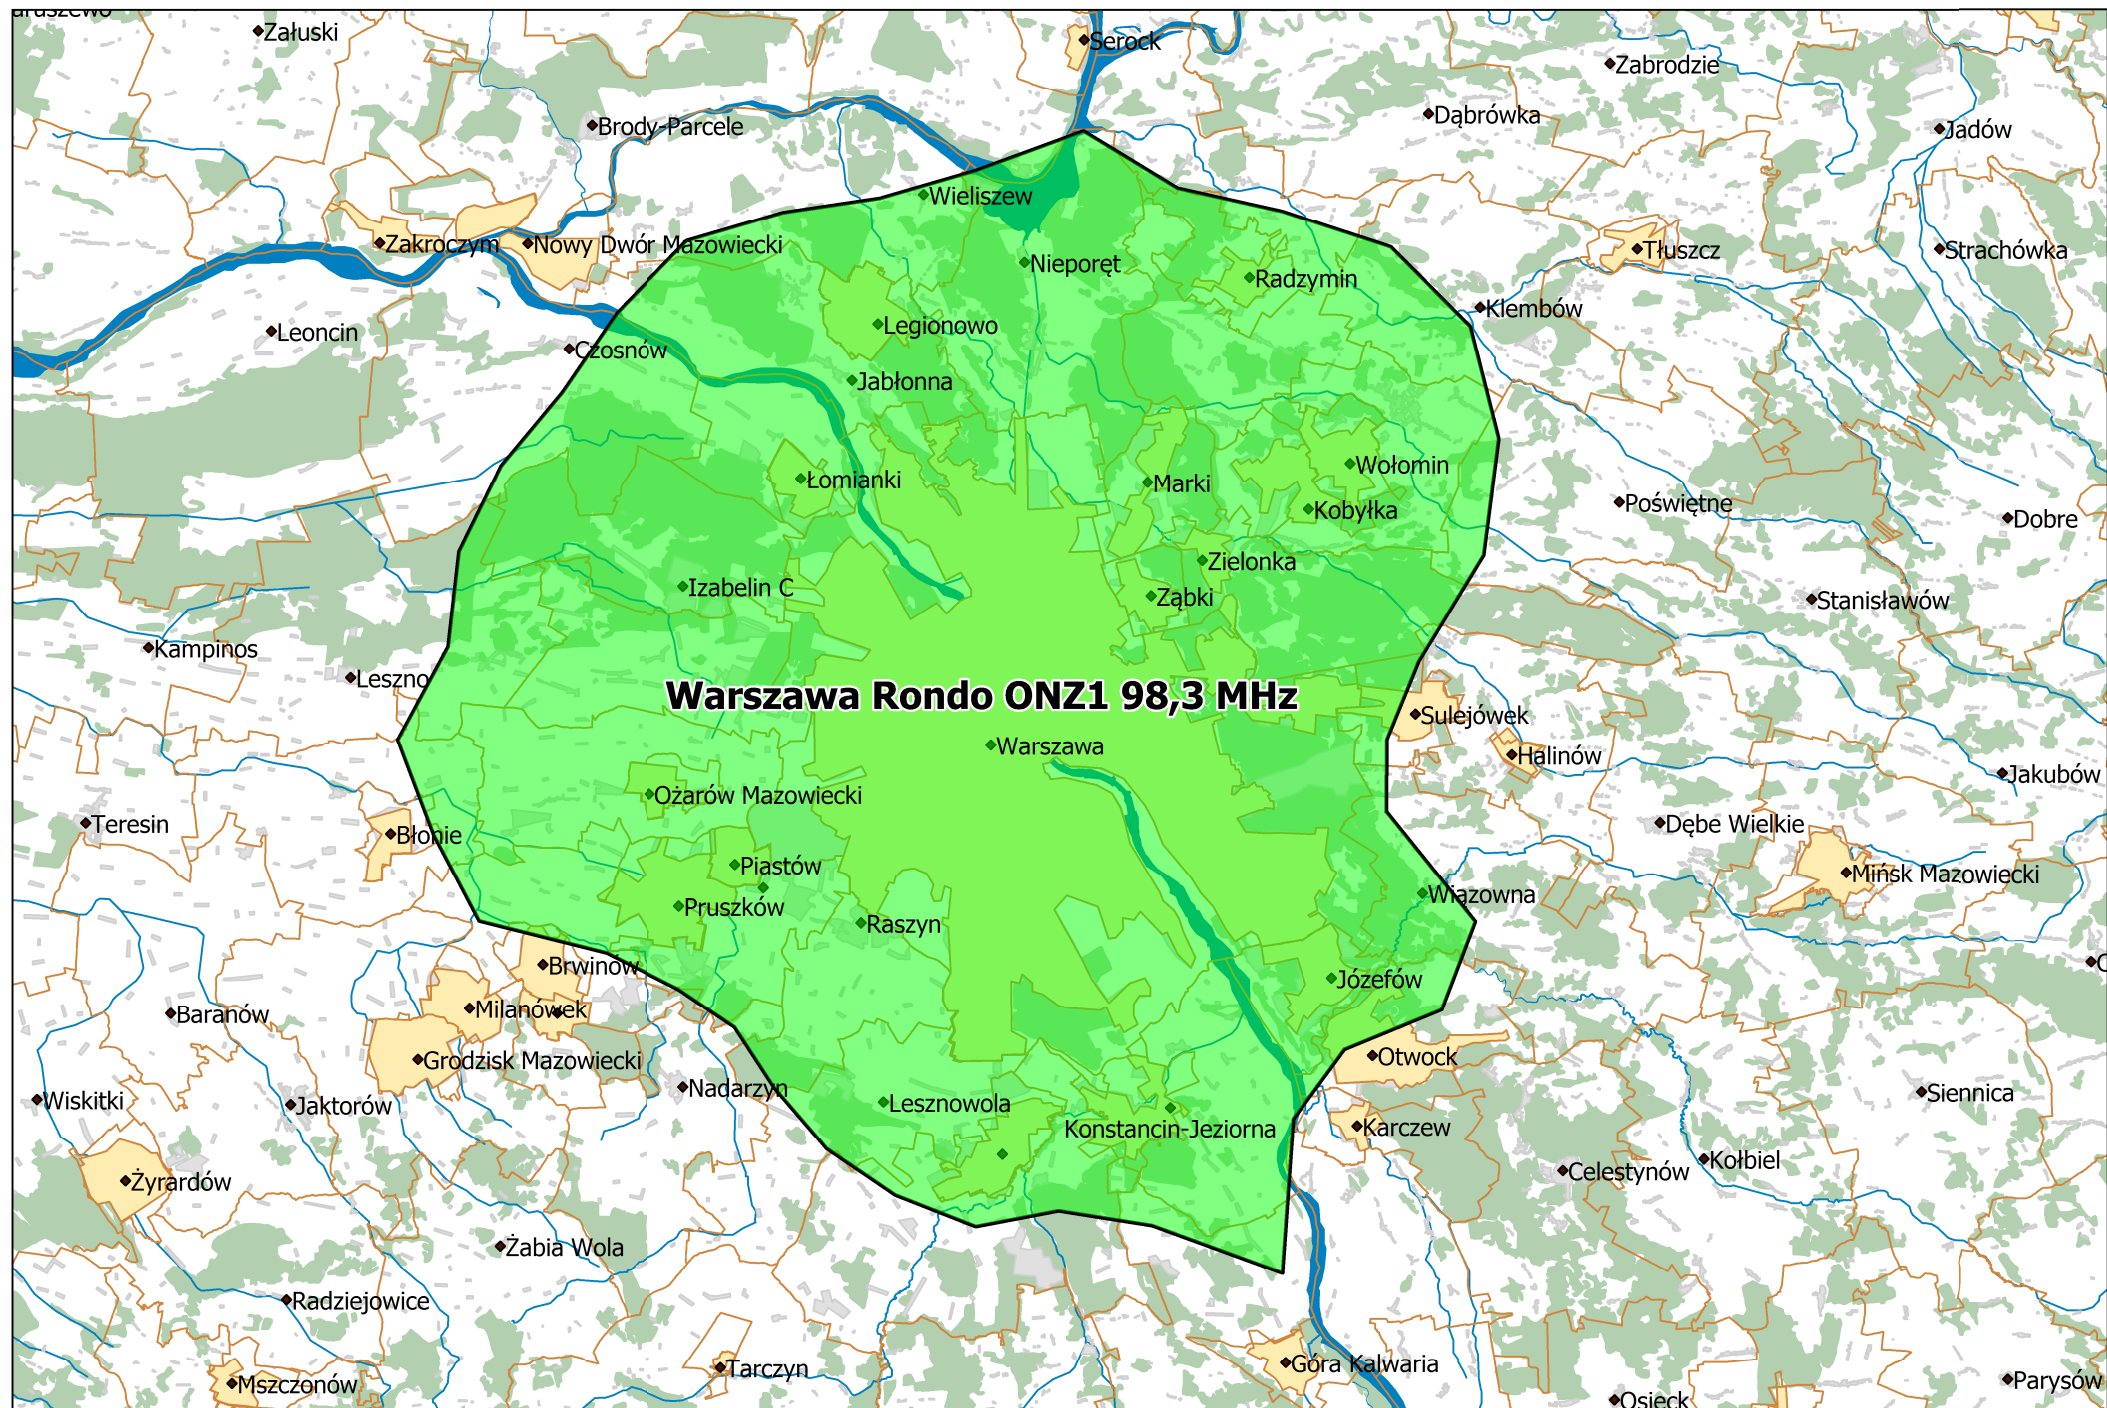 Załuski
Serock
Zabrodzie
Dąbrówka
Brody-Parcele
Jadów
Wieliszew
Zakroczym
Nowy Dwór Mazowiecki
Nieporęt
Radzymin
Tłuszcz
Strachówka
Klembów
Leoncin
Legionowo
Czosnów
Jabłonna
Łomianki
Marki
Wołomin
Kobyłka
Poświętne
Dobre
Izabelin C
Zielonka
Ząbki
Stanisławów
Kampinos
Leszno
Warszawa Rondo ONZ1 98,3 MHz
Sulejówek
Warszawa
Halinów
Jakubów
Ożarów Mazowiecki
Teresin
Błonie
Dębe Wielkie
Piastów
Mińsk Mazowiecki
Pruszków
Wiązowna
Raszyn
Brwinów
Józefów
Milanówek
Baranów
Grodzisk Mazowiecki
Otwock
Nadarzyn
Wiskitki
Jaktorów
Lesznowola
Siennica
Konstancin-Jeziorna
Karczew
Kołbiel
Celestynów
Żyrardów
Żabia Wola
Radziejowice
Tarczyn
Góra Kalwaria
Mszczonów
Parysów
Osieck